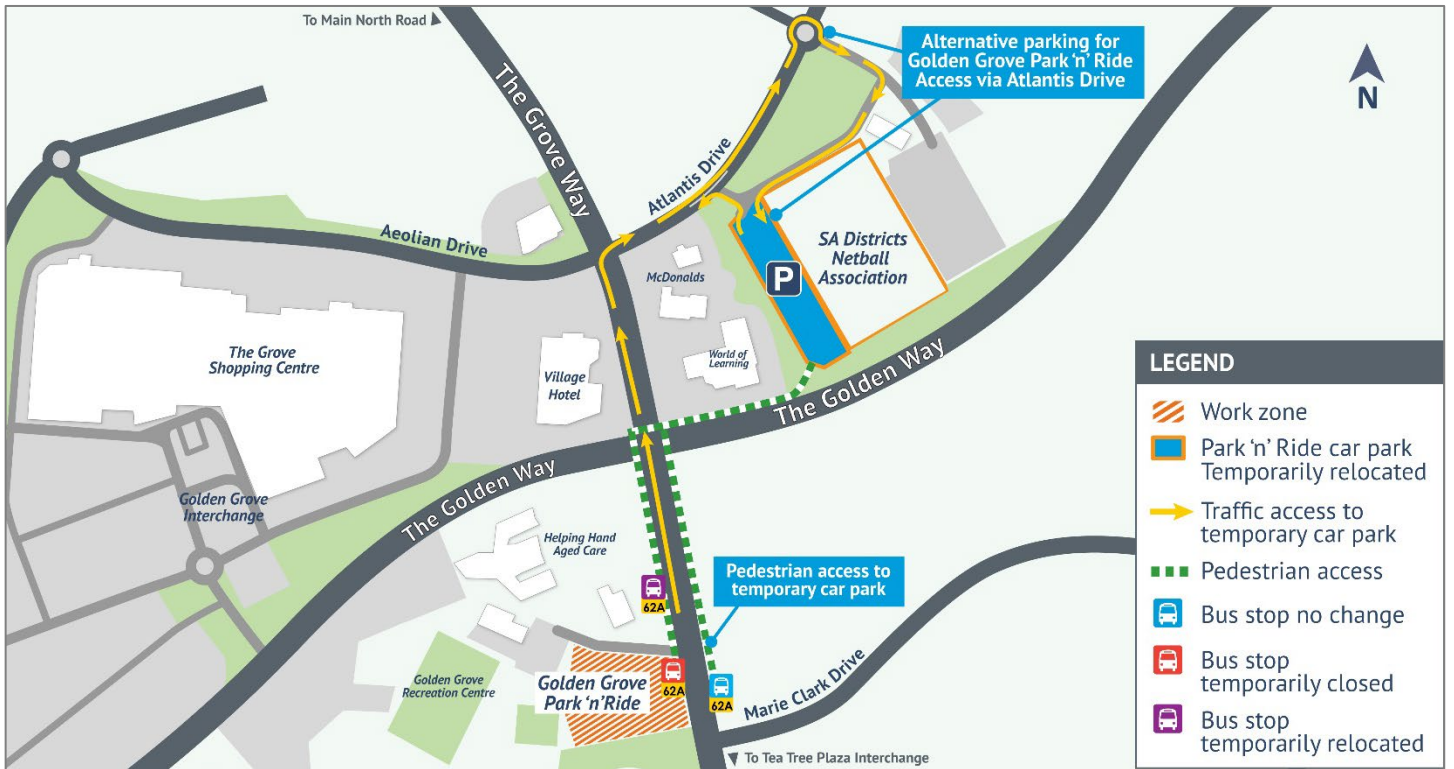 To Main North Road
The Grove Way
Alternative parking for
Golden Grove Park ‘n’ Ride
Access via Atlantis Drive
N
Atlantis Drive
Aeolian Drive
McDonalds
SA Districts
Netball
Association
P
The Grove
Shopping Centre
Village
Hotel
World of
Learning
The Golden Way
The Golden Way
Golden Grove
Interchange
Helping Hand
Aged Care
62A
Pedestrian access to
temporary car park
Golden Grove
Recreation Centre
Golden Grove
Park ‘n’Ride
62A
62A
Marie Clark Drive
To Tea Tree Plaza Interchange
LEGEND
Work zone
Park ‘n’ Ride car park
Temporarily relocated
Traffic access to
temporary car park
Pedestrian access
Bus stop no change
Bus stop
temporarily closed
Bus stop
temporarily relocated